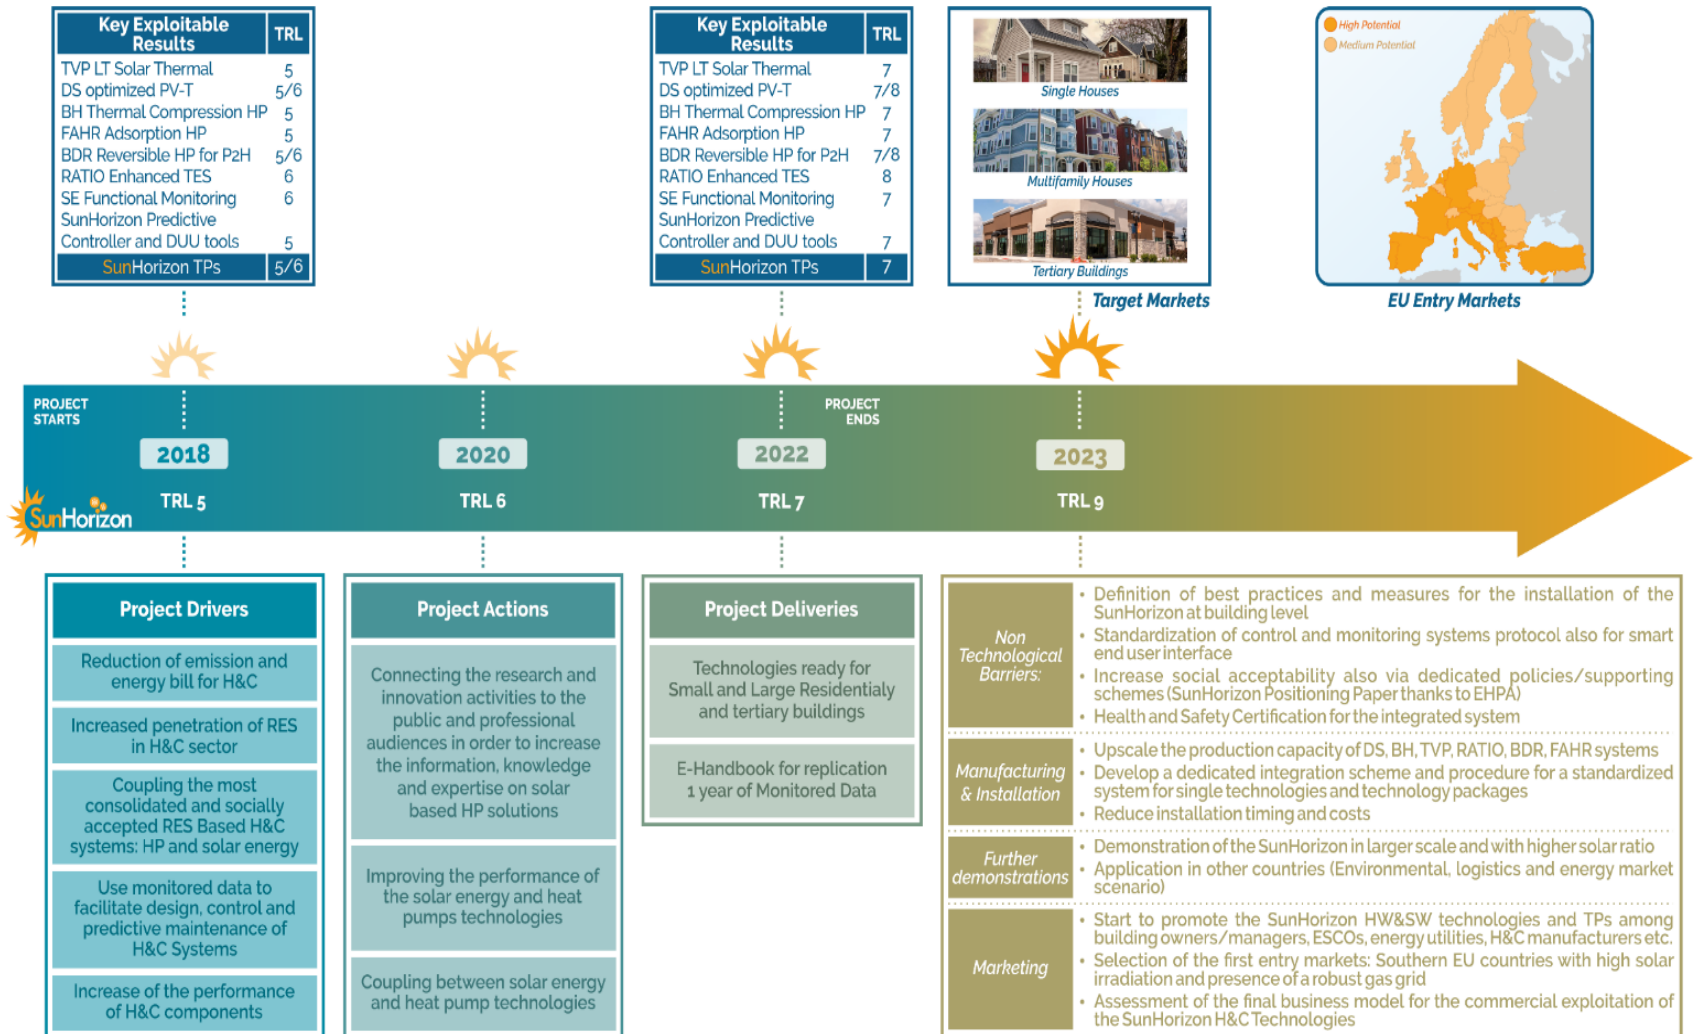 Key Exploitable
Results
TRL
TVP LT Solar Thermal 5
DS optimized PV-T 5/6
BH Thermal Compression HP 5
FAHR Adsorption HP 5
BDR Reversible HP for P2H 5/6
RATIO Enhanced TES 6
SE Functional Monitoring 6
SunHorizon Predictive
Controller and DUU tools 5
SunHorizon TPs 5/6
Key Exploitable
Results
TRL
TVP LT Solar Thermal 7
DS optimized PV-T 7/8
BH Thermal Compression HP 7
FAHR Adsorption HP 7
BDR Reversible HP for P2H 7/8
RATIO Enhanced TES 8
SE Functional Monitoring 7
SunHorizon Predictive
Controller and DUU tools 7
SunHorizon TPs 7
Single Houses
Multifamily Houses
Tertiary Buildings
Target Markets
High Potential
Medium Potential
EU Entry Markets
PROJECT
STARTS
PROJECT
ENDS
2018
2020
2022
2023
TRL 5
TRL 6
TRL 7
TRL 9
SunHorizon
Project Drivers
Reduction of emission and
energy bill for H&C
Increased penetration of RES
in H&C sector
Coupling the most
consolidated and socially
accepted RES Based H&C
systems: HP and solar energy
Use monitored data to
facilitate design, control and
predictive maintenance of
H&C Systems
Increase of the performance
of H&C components
Project Actions
Connecting the research and
innovation activities to the
public and professional
audiences in order to increase
the information, knowledge
and expertise on solar
based HP solutions
Improving the performance of
the solar energy and heat
pumps technologies
Coupling between solar energy
and heat pump technologies
Project Deliveries
Technologies ready for
Small and Large Residentialy
and tertiary buildings
E-Handbook for replication
1 year of Monitored Data
Non
Technological
Barriers:
• Definition of best practices and measures for the installation of the
SunHorizon at building level
• Standardization of control and monitoring systems protocol also for smart
end user interface
• Increase social acceptability also via dedicated policies/supporting
schemes (SunHorizon Positioning Paper thanks to EHPA)
• Health and Safety Certification for the integrated system
Manufacturing
& Installation
• Upscale the production capacity of DS, BH, TVP, RATIO, BDR, FAHR systems
• Develop a dedicated integration scheme and procedure for a standardized
system for single technologies and technology packages
• Reduce installation timing and costs
Further
demonstrations
• Demonstration of the SunHorizon in larger scale and with higher solar ratio
• Application in other countries (Environmental, logistics and energy market
scenario)
Marketing
• Start to promote the SunHorizon HW&SW technologies and TPs among
building owners/managers, ESCOs, energy utilities, H&C manufacturers etc.
• Selection of the first entry markets: Southern EU countries with high solar
irradiation and presence of a robust gas grid
• Assessment of the final business model for the commercial exploitation of
the SunHorizon H&C Technologies